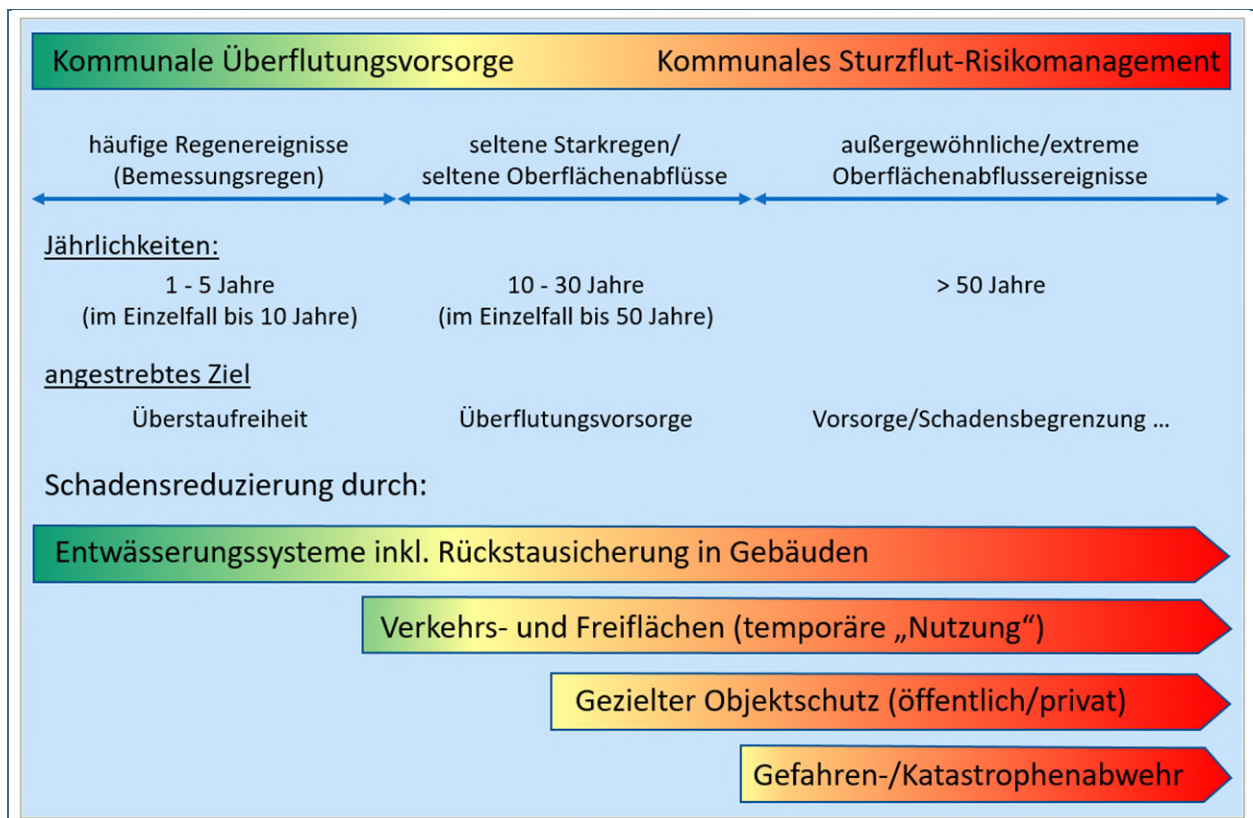 Kommunale Überflutungsvorsorge Kommunales Sturzflut-Risikomanagement
häufige Regenereignisse
(Bemessungsregen)
seltene Starkregen/
seltene Oberflächenabflüsse
außergewöhnliche/extreme
Oberflächenabflussereignisse
Jährlichkeiten:
1 - 5 Jahre
(im Einzelfall bis 10 Jahre)
10 - 30 Jahre
(im Einzelfall bis 50 Jahre)
> 50 Jahre
angestrebtes Ziel
Überstaufreiheit
Überflutungsvorsorge
Vorsorge/Schadensbegrenzung ...
Schadensreduzierung durch:
Entwässerungssysteme inkl. Rückstausicherung in Gebäuden
Verkehrs- und Freiflächen (temporäre „Nutzung“)
Gezielter Objektschutz (öffentlich/privat)
Gefahren-/Katastrophenabwehr